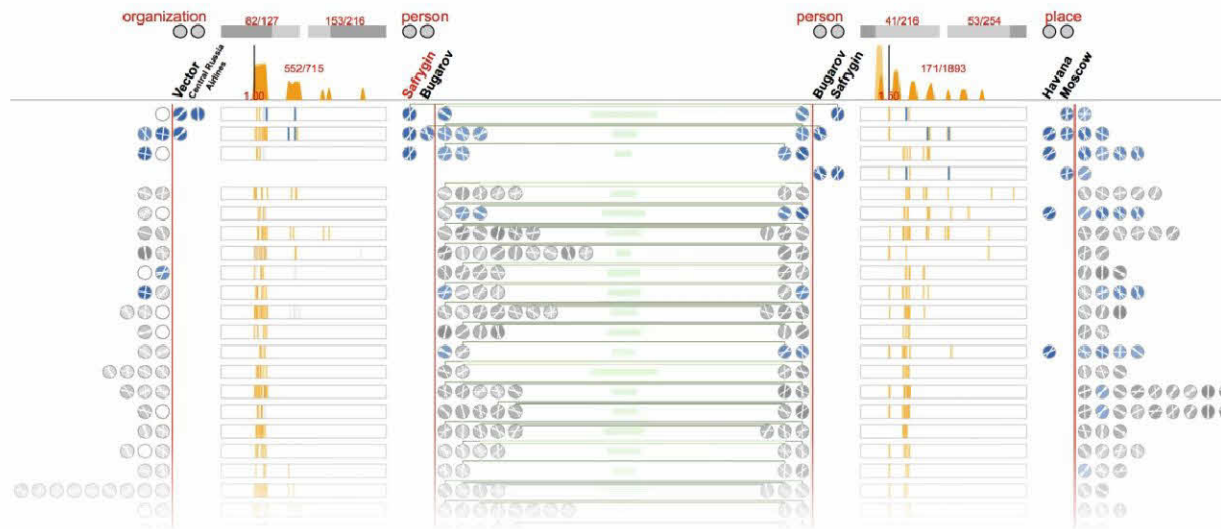 organization 82/127 153/216 person person 41/216 53/254 place
Vector Central Russia Airlines 552/715 Safrygin Bugarov Bugarov Safrygin 171/1893 Havana Moscow
1.00 1.50